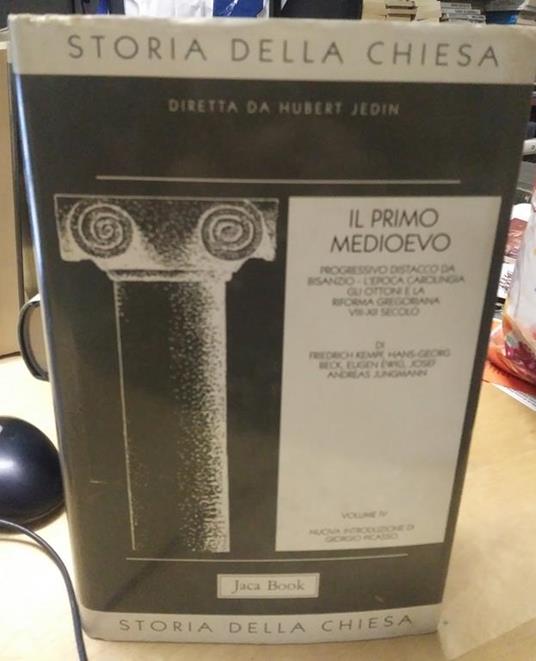 STORIA DELLA CHIESA
DIRETTA DA HUBERT JEDIN
IL PRIMO
MEDIOEVO
PROGRESSIVO DISTACCO DA
BISANZIO - L'EPOCA CAROLINGIA
GLI OTTONI E LA
RIFORMA GREGORIANA
VIII-XII SECOLO
DI
FRIEDRICH KEMPF, HANS-GEORG
BECK, EUGEN EWIG, JOSEF
ANDREAS JUNGMANN
VOLUME IV
NUOVA INTRODUZIONE DI
GIORGIO PICASSO
Jaca Book
STORIA DELLA CHIESA